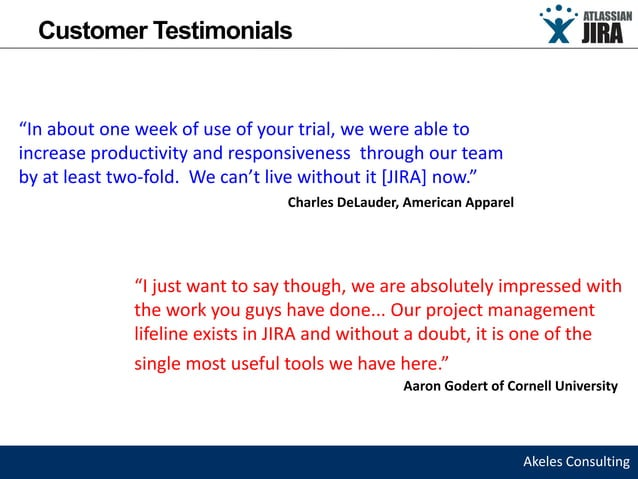 Customer Testimonials
ATLASSIAN
JIRA
“In about one week of use of your trial, we were able to
increase productivity and responsiveness  through our team
by at least two-fold.  We can’t live without it [JIRA] now.”
Charles DeLauder, American Apparel
“I just want to say though, we are absolutely impressed with
the work you guys have done... Our project management
lifeline exists in JIRA and without a doubt, it is one of the
single most useful tools we have here.”
Aaron Godert of Cornell University
Akeles Consulting